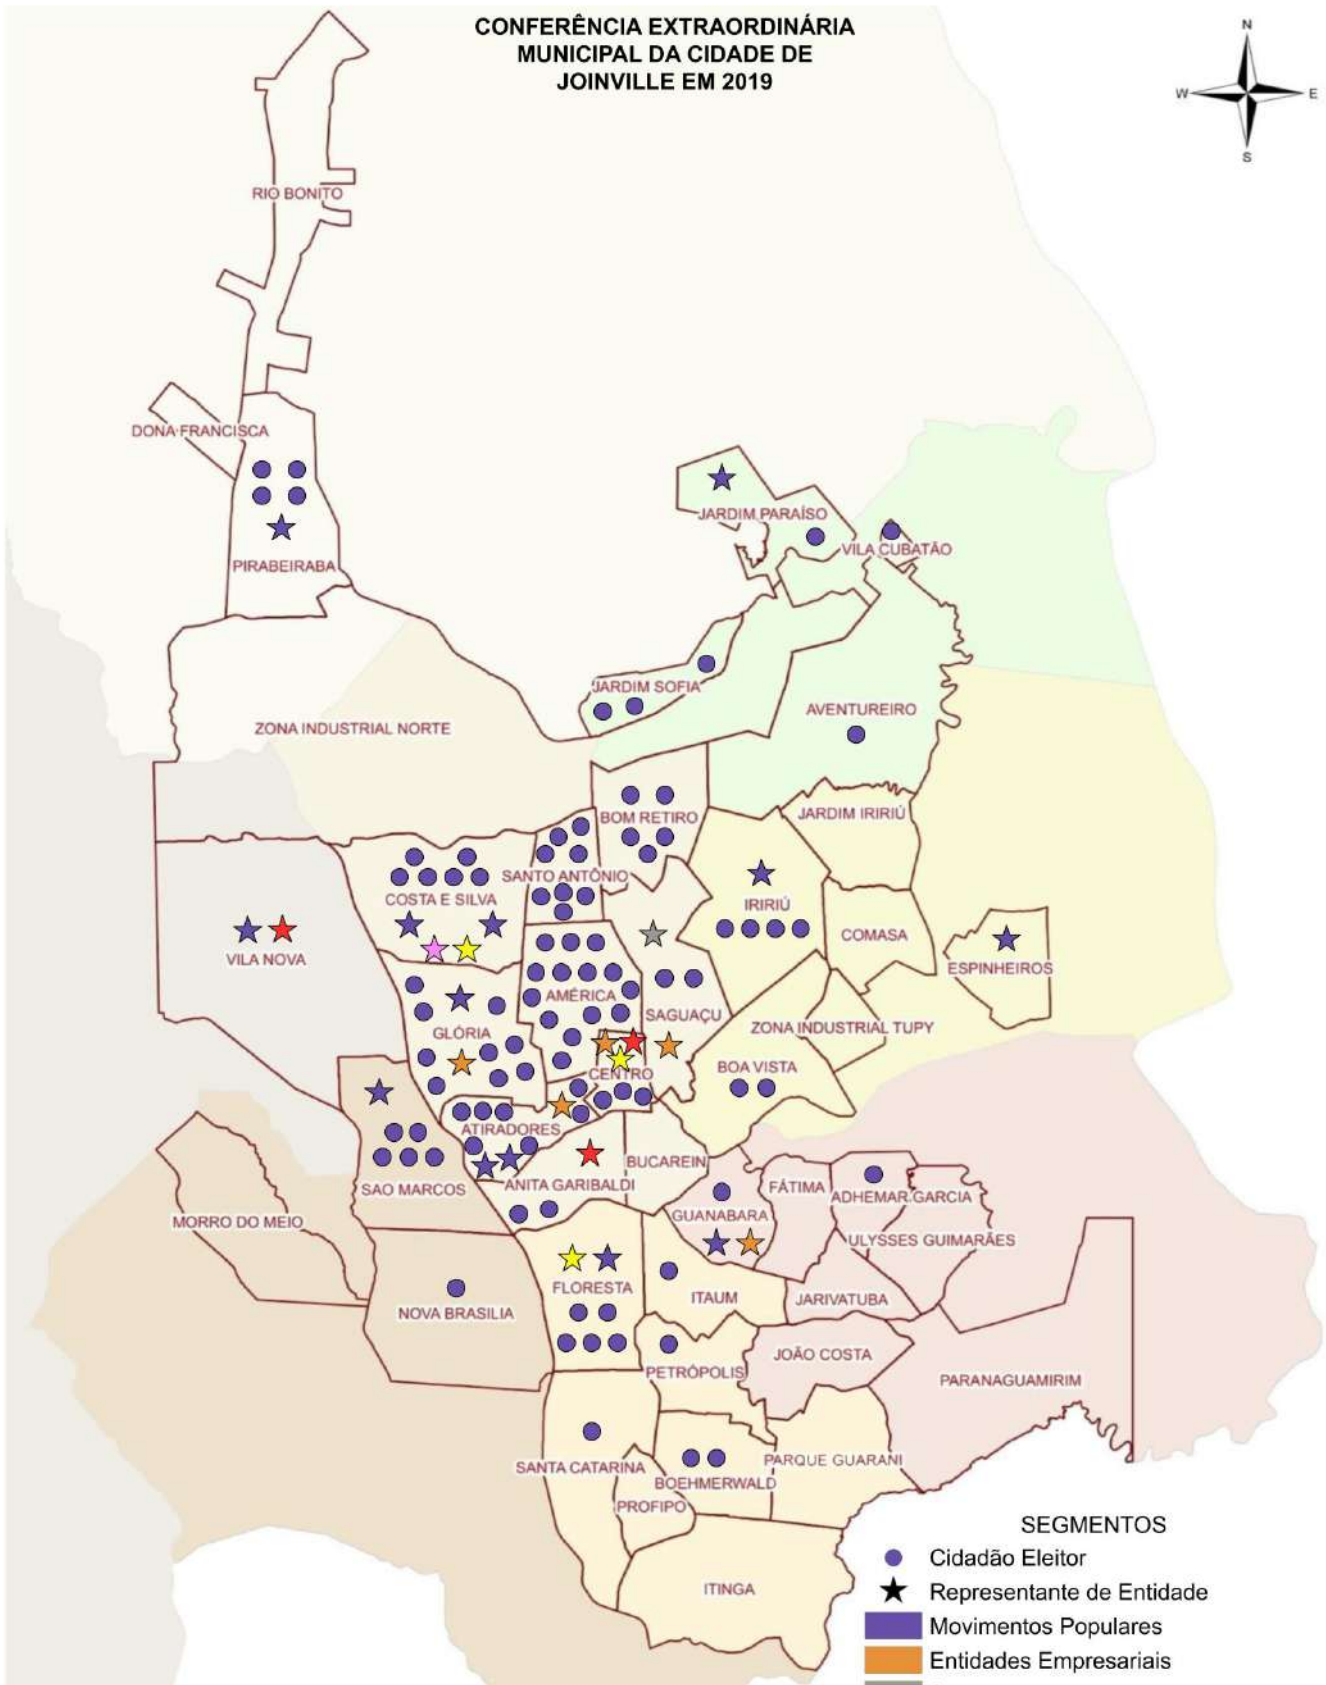 CONFERÊNCIA EXTRAORDINÁRIA
MUNICIPAL DA CIDADE DE
JOINVILLE EM 2019
N
W
E
S
RIO BONITO
DONA FRANCISCA
PIRABEIRABA
JARDIM PARAÍSO
VILA CUBATÃO
JARDIM SOFIA
AVENTUREIRO
ZONA INDUSTRIAL NORTE
BOM RETIRO
JARDIM IRIRIÚ
SANTO ANTÔNIO
COSTA E SILVA
IRIRIÚ
COMASA
VILA NOVA
ESPINHEIROS
AMÉRICA
SAGUAÇU
GLÓRIA
ZONA INDUSTRIAL TUPY
BOA VISTA
CENTRO
ATIRADORES
BUCAREIN
ANITA GARIBALDI
SAO MARCOS
FÁTIMA
ADHEMAR GARCIA
MORRO DO MEIO
GUANABARA
ULYSSES GUIMARÃES
FLORESTA
ITAUM
JARIVATUBA
NOVA BRASILIA
JOÃO COSTA
PETRÓPOLIS
PARANAGUAMIRIM
SANTA CATARINA
PARQUE GUARANI
BOEHMERWALD
PROFIPO
ITINGA
SEGMENTOS
Cidadão Eleitor
Representante de Entidade
Movimentos Populares
Entidades Empresariais